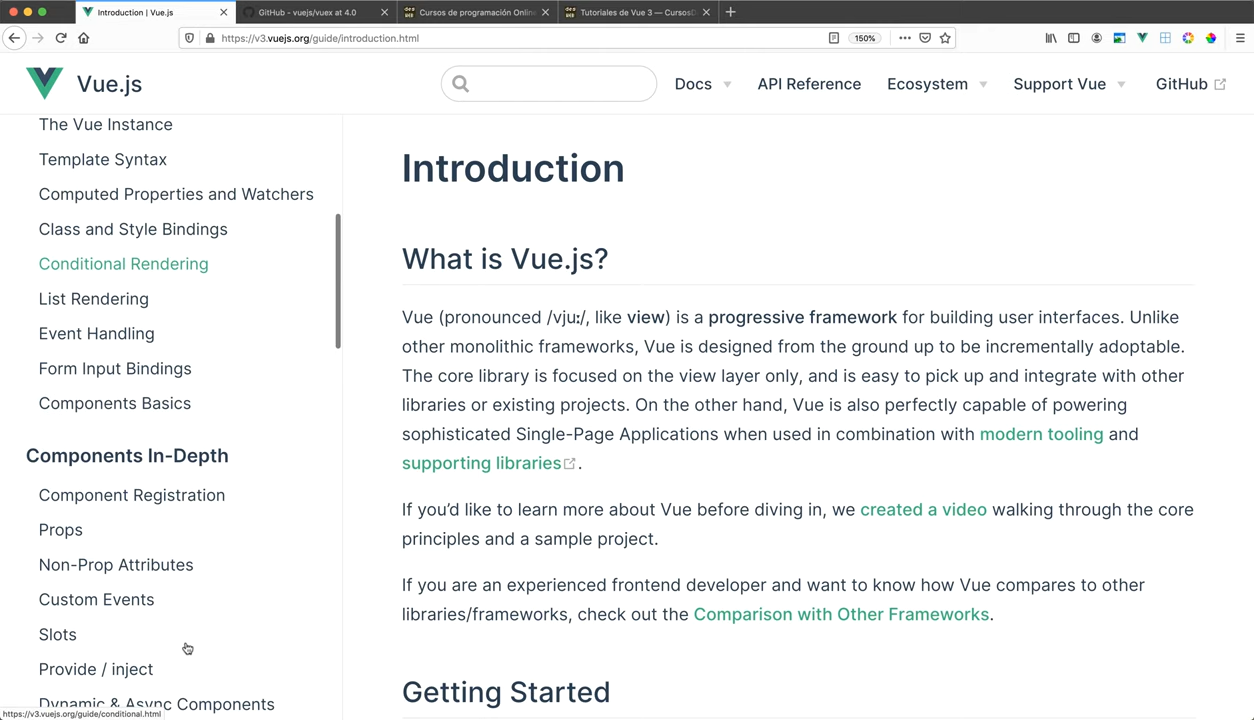 Introduction | Vue.js
GitHub - vuejs/vuex at 4.0
Cursos de programación Online
Tutoriales de Vue 3 — CursosD
https://v3.vuejs.org/guide/introduction.html
150%
Vue.js
Docs
API Reference
Ecosystem
Support Vue
GitHub
The Vue Instance
Template Syntax
Computed Properties and Watchers
Class and Style Bindings
Conditional Rendering
List Rendering
Event Handling
Form Input Bindings
Components Basics
Components In-Depth
Component Registration
Props
Non-Prop Attributes
Custom Events
Slots
Provide / inject
Dynamic & Async Components
https://v3.vuejs.org/guide/conditional.html
Introduction
What is Vue.js?
Vue (pronounced /vjuː/, like view) is a progressive framework for building user interfaces. Unlike
other monolithic frameworks, Vue is designed from the ground up to be incrementally adoptable.
The core library is focused on the view layer only, and is easy to pick up and integrate with other
libraries or existing projects. On the other hand, Vue is also perfectly capable of powering
sophisticated Single-Page Applications when used in combination with modern tooling and
supporting libraries.
If you’d like to learn more about Vue before diving in, we created a video walking through the core
principles and a sample project.
If you are an experienced frontend developer and want to know how Vue compares to other
libraries/frameworks, check out the Comparison with Other Frameworks.
Getting Started